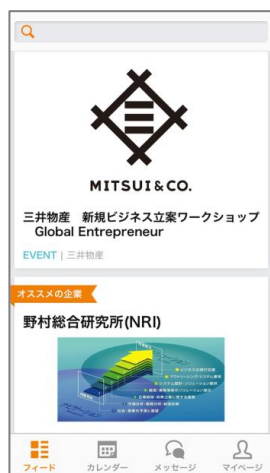 MITSUI & CO.
三井物産 新規ビジネス立案ワークショップ
Global Entrepreneur
EVENT | 三井物産
オススメの企業
野村総合研究所(NRI)
フィード
カレンダー
メッセージ
マイページ